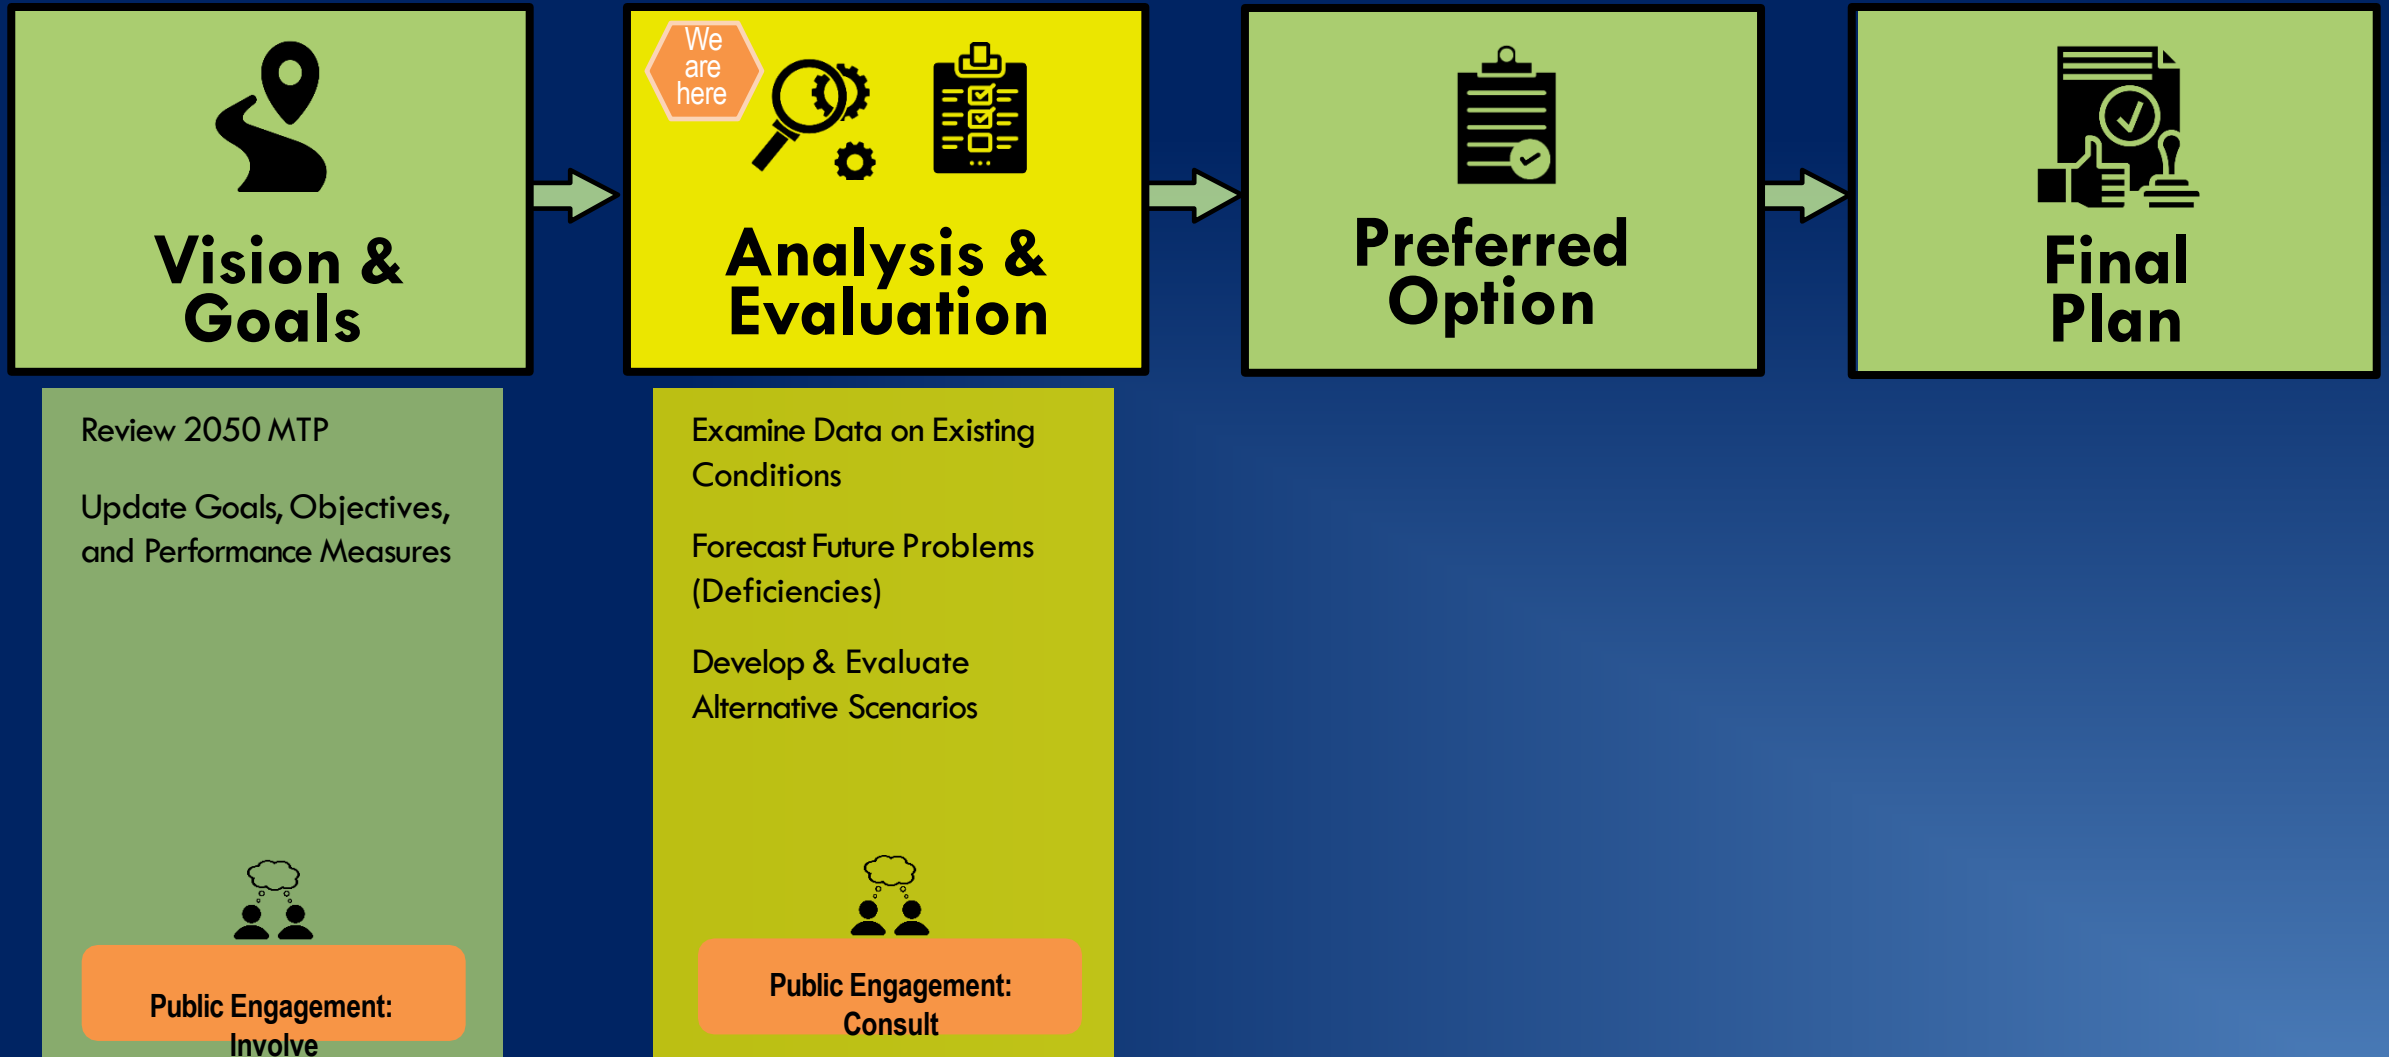 Vision &
Goals
We
are
here
Analysis &
Evaluation
Preferred
Option
Final
Plan
Review 2050 MTP
Update Goals, Objectives,
and Performance Measures
Public Engagement:
Involve
Examine Data on Existing
Conditions
Forecast Future Problems
(Deficiencies)
Develop & Evaluate
Alternative Scenarios
Public Engagement:
Consult